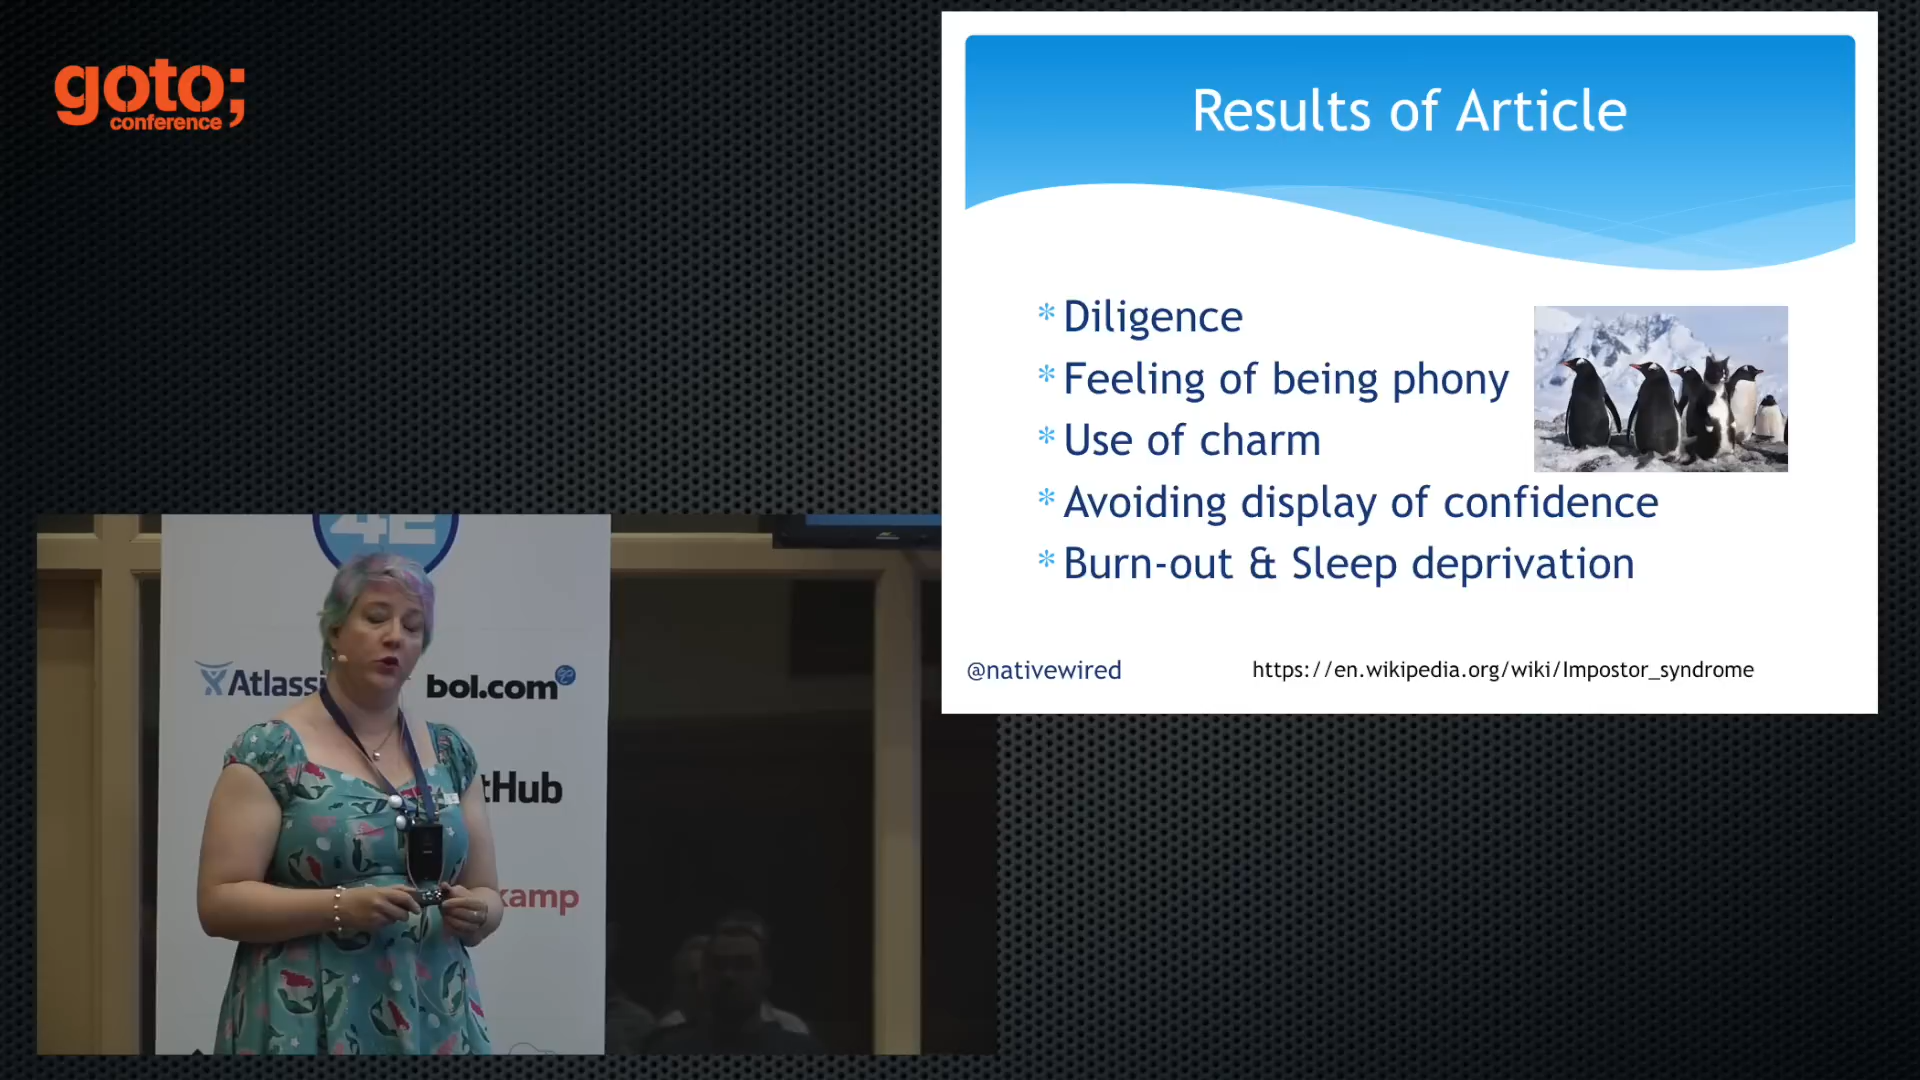 goto;
conference
Results of Article
* Diligence
* Feeling of being phony
* Use of charm
* Avoiding display of confidence
* Burn-out & Sleep deprivation
@nativewired
https://en.wikipedia.org/wiki/Impostor_syndrome
4E
Atlassi
bol.com
tHub
kamp